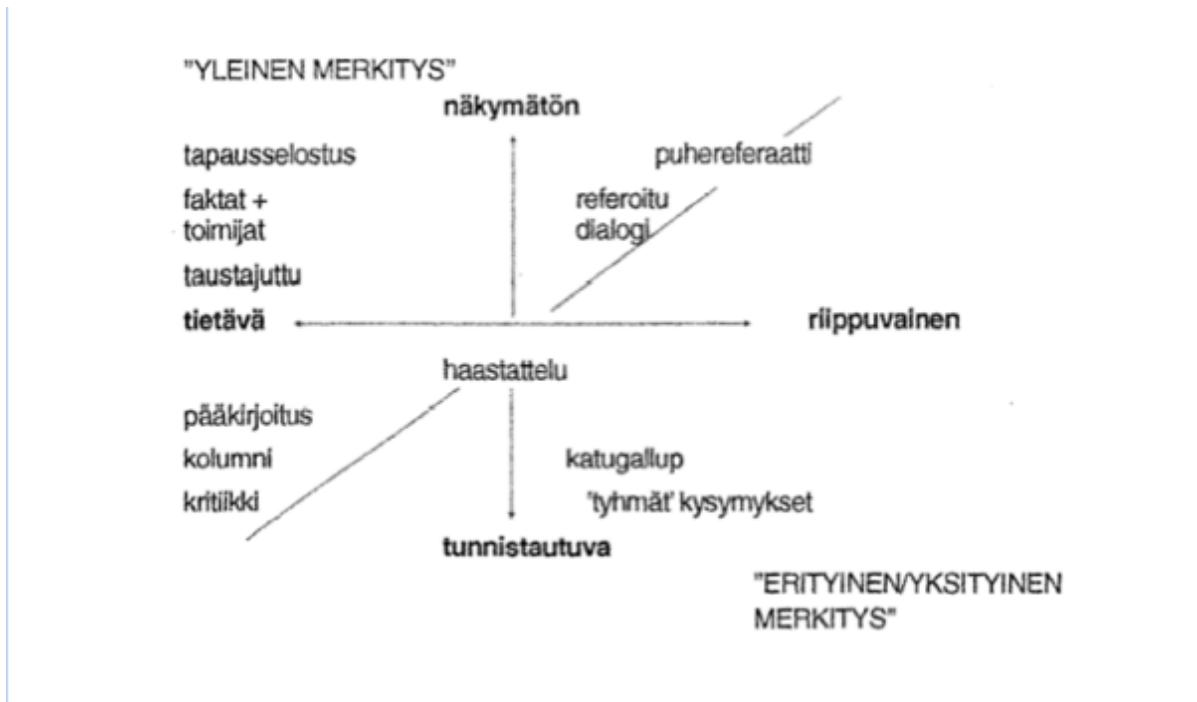 "YLEINEN MERKITYS"
näkymätön
tapausselostus
puhereferaatti
faktat +
toimijat
referoitu
dialogi
taustajuttu
tietävä
riippuvainen
haastattelu
pääkirjoitus
kolumni
katugallup
kritiikki
'tyhmät' kysymykset
tunnistautuva
"ERITYINEN/YKSITYINEN
MERKITYS"